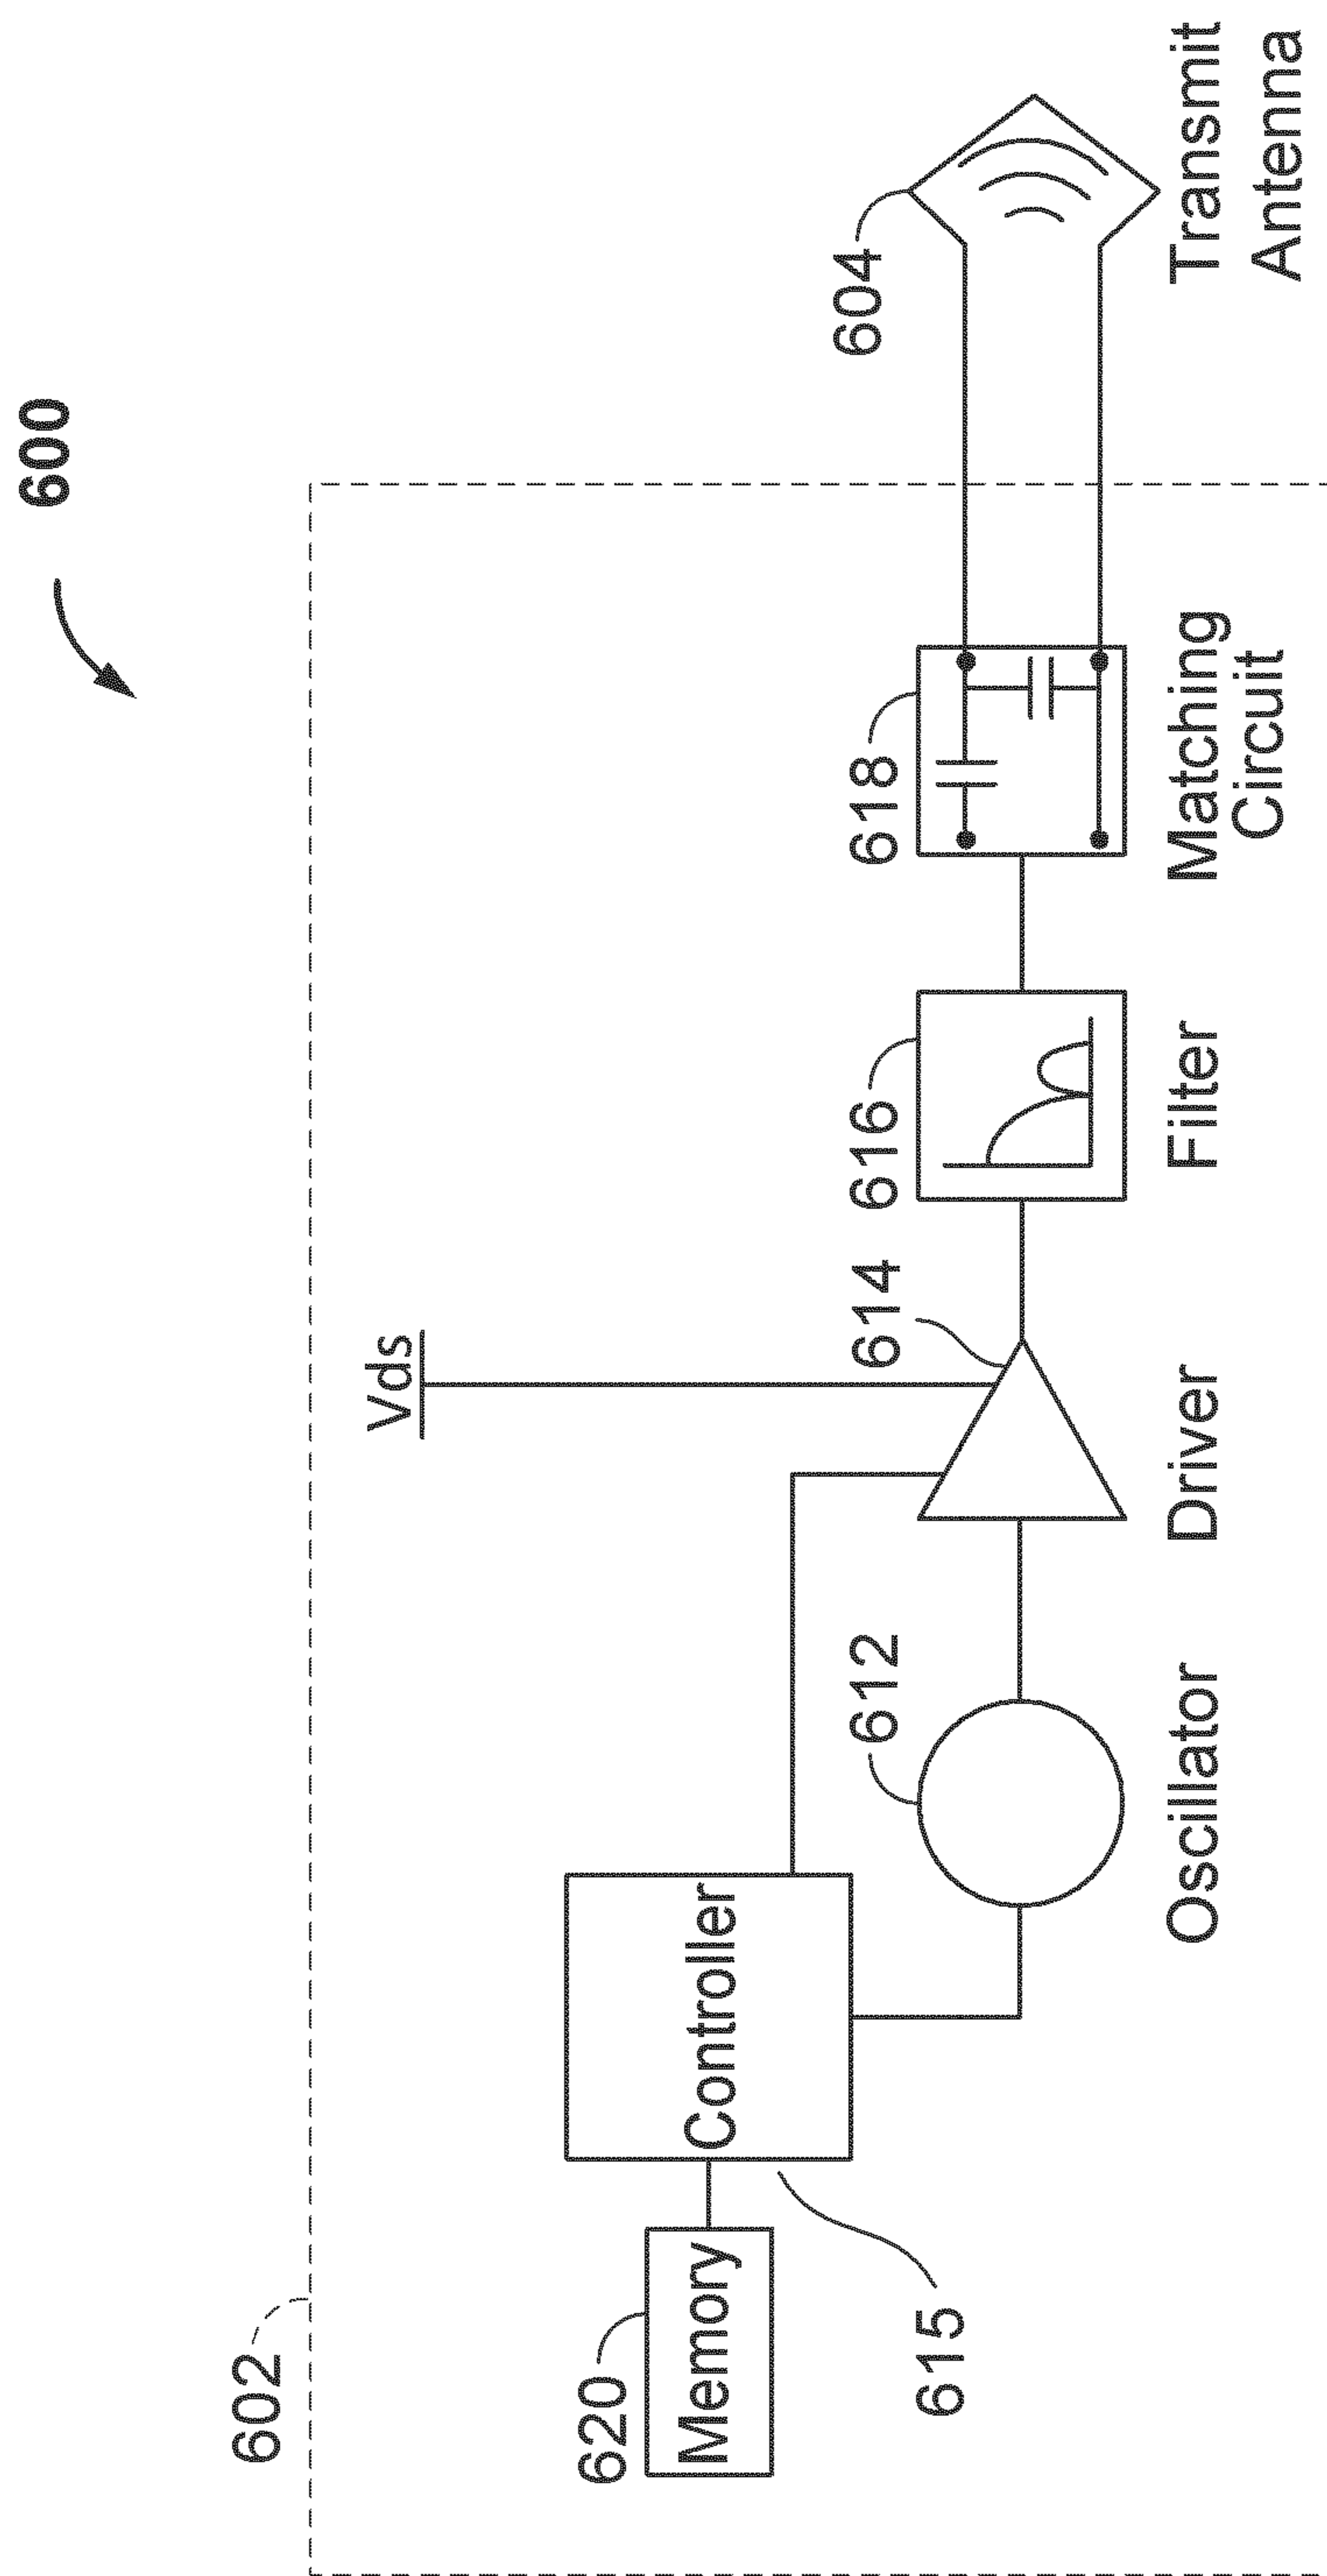 600
602
Vds
604
620
Memory
Controller
615
612
614
616
618
Oscillator
Driver
Filter
Matching
Circuit
Transmit
Antenna